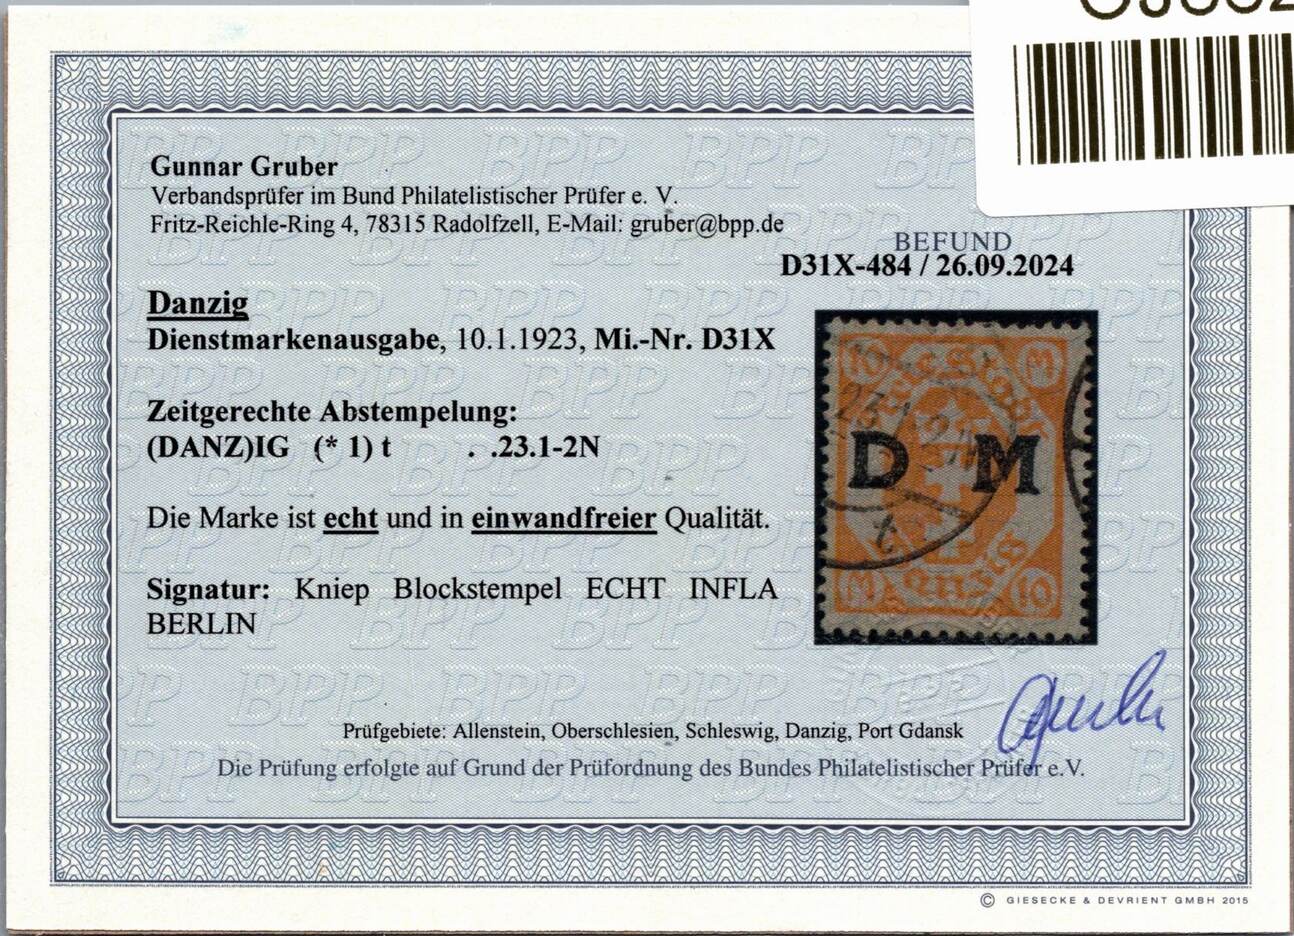 Gunnar Gruber
Verbandsprüfer im Bund Philatelistischer Prüfer e. V.
Fritz-Reichle-Ring 4, 78315 Radolfzell, E-Mail: gruber@bpp.de
BEFUND
D31X-484 / 26.09.2024
Danzig
Dienstmarkenausgabe, 10.1.1923, Mi.-Nr. D31X
Zeitgerechte Abstempelung:
(DANZ)IG (* 1) t . .23.1-2N
Die Marke ist echt und in einwandfreier Qualität.
Signatur: Kniep Blockstempel ECHT INFLA
BERLIN
10 M
D M
t
M 10
Prüfgebiete: Allenstein, Oberschlesien, Schleswig, Danzig, Port Gdansk
Die Prüfung erfolgte auf Grund der Prüfordnung des Bundes Philatelistischer Prüfer e.V.
© GIESECKE & DEVRIENT GMBH 2015